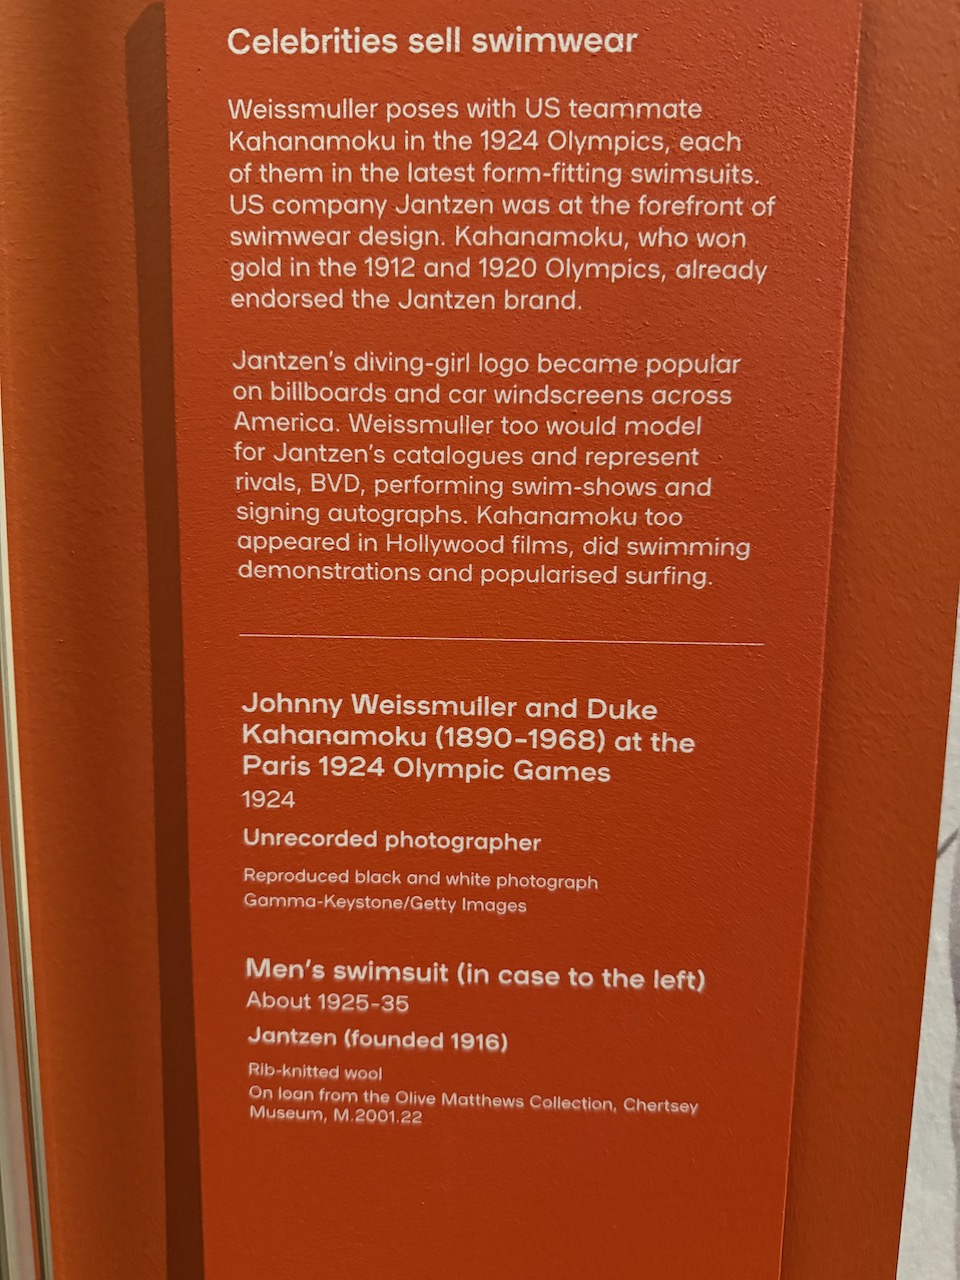 Celebrities sell swimwear
Weissmuller poses with US teammate
Kahanamoku in the 1924 Olympics, each
of them in the latest form-fitting swimsuits.
US company Jantzen was at the forefront of
swimwear design. Kahanamoku, who won
gold in the 1912 and 1920 Olympics, already
endorsed the Jantzen brand.
Jantzen's diving-girl logo became popular
on billboards and car windscreens across
America. Weissmuller too would model
for Jantzen's catalogues and represent
rivals, BVD, performing swim-shows and
signing autographs. Kahanamoku too
appeared in Hollywood films, did swimming
demonstrations and popularised surfing.
Johnny Weissmuller and Duke
Kahanamoku (1890–1968) at the
Paris 1924 Olympic Games
1924
Unrecorded photographer
Reproduced black and white photograph
Gamma-Keystone/Getty Images
Men's swimsuit (in case to the left)
About 1925-35
Jantzen (founded 1916)
Rib-knitted wool
On loan from the Olive Matthews Collection, Chertsey
Museum, M.2001.22